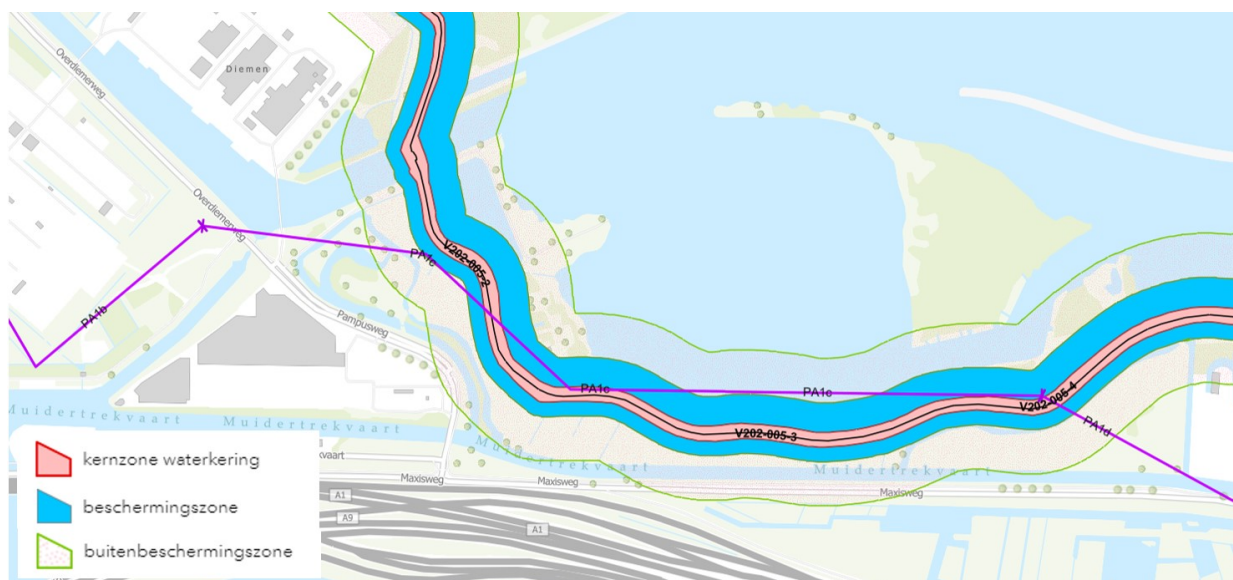 Overdiemerweg
Diemen
Overdiemerweg
PA1b
PA1c
V202-005-2
Pampusweg
PA1c
PA1c
V202-005-4
V202-005-3
PA1d
Muidertrekvaart
Muidertrekvaart
Muidertrekvaart
Muidertrekvaart
kvaart
Maxisweg
Maxisweg
Maxisweg
A1
A9
A1
kernzone waterkering
beschermingszone
buitenbeschermingszone